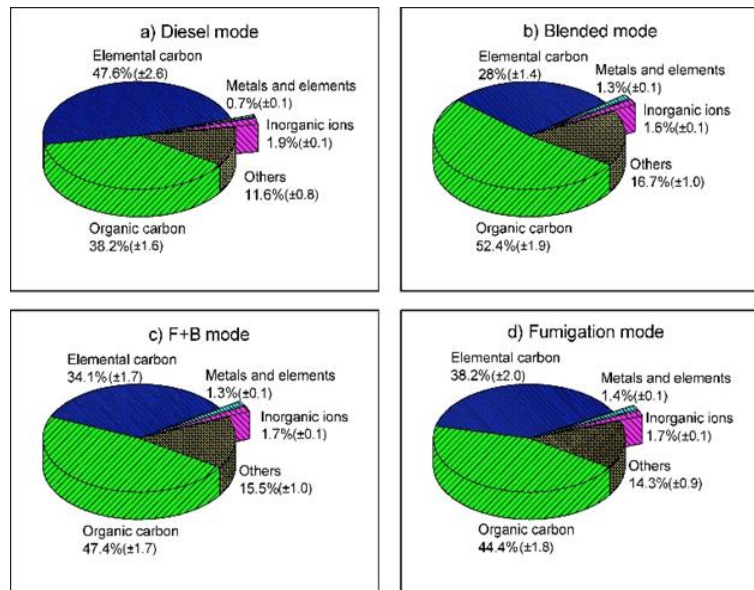 a) Diesel mode
Elemental carbon
47.6%(±2.6)
Metals and elements
0.7%(±0.1)
Inorganic ions
1.9%(±0.1)
Others
11.6%(±0.8)
Organic carbon
38.2%(±1.6)
b) Blended mode
Elemental carbon
28%(±1.4)
Metals and elements
1.3%(±0.1)
Inorganic ions
1.6%(±0.1)
Others
16.7%(±1.0)
Organic carbon
52.4%(±1.9)
c) F+B mode
Elemental carbon
34.1%(±1.7)
Metals and elements
1.3%(±0.1)
Inorganic ions
1.7%(±0.1)
Others
15.5%(±1.0)
Organic carbon
47.4%(±1.7)
d) Fumigation mode
Elemental carbon
38.2%(±2.0)
Metals and elements
1.4%(±0.1)
Inorganic ions
1.7%(±0.1)
Others
14.3%(±0.9)
Organic carbon
44.4%(±1.8)